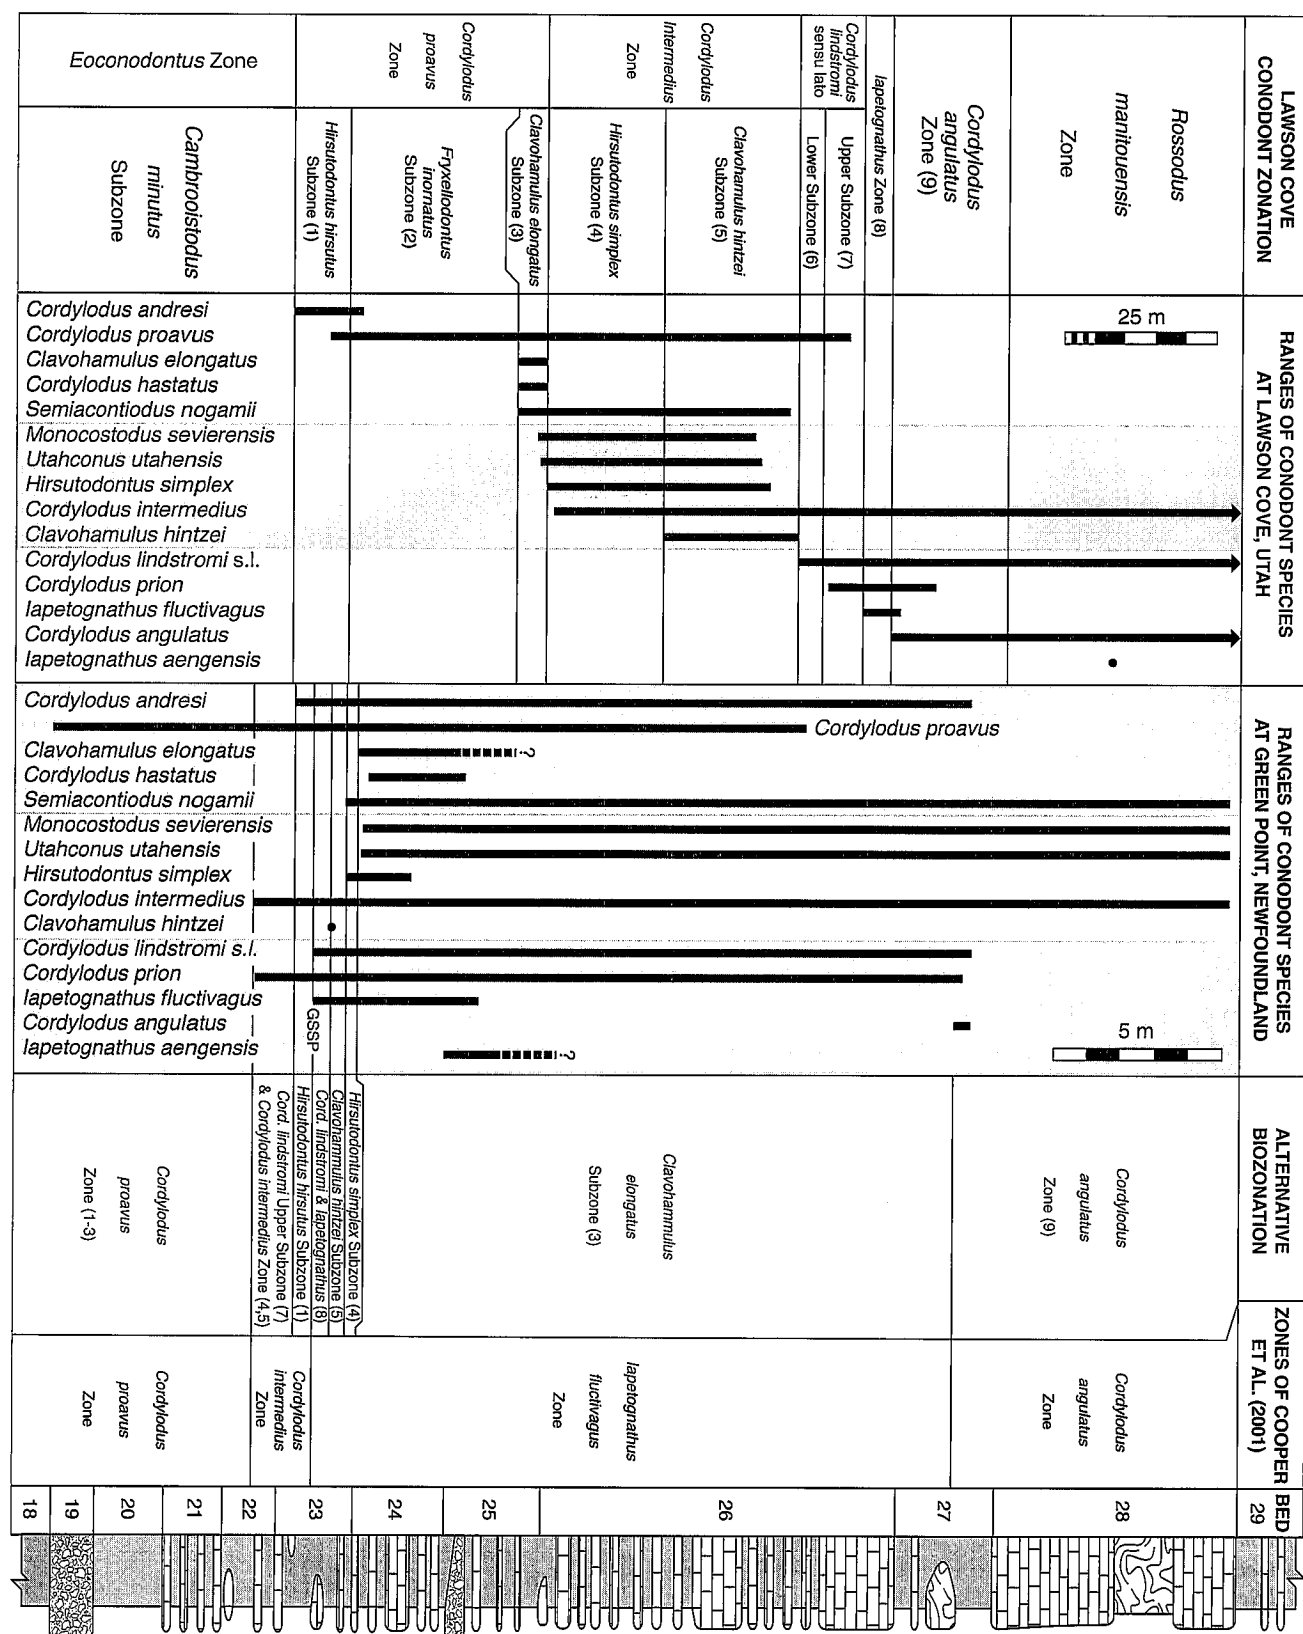 LAWSON COVE
CONODONT ZONATION
Eoconodontus Zone
Cordylodus
proavus
Zone
Cordylodus
Intermedius
Zone
Cordylodus
lindstromi
sensu lato
Iapetognathus Zone (8)
Cordylodus
angulatus
Zone (9)
Rossodus
manitouensis
Zone
Cambrooistodus
minutus
Subzone
Hirsutodontus hirsutus
Subzone (1)
Fryxellodontus
inornatus
Subzone (2)
Clavohamulus elongatus
Subzone (3)
Hirsutodontus simplex
Subzone (4)
Clavohamulus hintzei
Subzone (5)
Lower Subzone (6)
Upper Subzone (7)
RANGES OF CONODONT SPECIES
AT LAWSON COVE, UTAH
25 m
Cordylodus andresi
Cordylodus proavus
Clavohamulus elongatus
Cordylodus hastatus
Semiacontiodus nogamii
Monocostodus sevierensis
Utahconus utahensis
Hirsutodontus simplex
Cordylodus intermedius
Clavohamulus hintzei
Cordylodus lindstromi s.l.
Cordylodus prion
Iapetognathus fluctivagus
Cordylodus angulatus
Iapetognathus aengensis
RANGES OF CONODONT SPECIES
AT GREEN POINT, NEWFOUNDLAND
Cordylodus andresi
Cordylodus proavus
Clavohamulus elongatus
?
Cordylodus hastatus
Semiacontiodus nogamii
Monocostodus sevierensis
Utahconus utahensis
Hirsutodontus simplex
Cordylodus intermedius
Clavohamulus hintzei
Cordylodus lindstromi s.l.
Cordylodus prion
Iapetognathus fluctivagus
Cordylodus angulatus
Iapetognathus aengensis
?
GSSP
5 m
ALTERNATIVE
BIOZONATION
Cordylodus
proavus
Zone (1-3)
Cord. lindstromi Upper Subzone (7)
& Cordylodus intermedius Zone (4,5)
Hirsutodontus hirsutus Subzone (1)
Cord. lindstromi & Iapetognathus (8)
Clavohammulus hintzei Subzone (5)
Hirsutodontus simplex Subzone (4)
Clavohammulus
elongatus
Subzone (3)
Cordylodus
angulatus
Zone (9)
ZONES OF COOPER
ET AL. (2001)
Cordylodus
proavus
Zone
Cordylodus
intermedius
Zone
Iapetognathus
fluctivagus
Zone
Cordylodus
angulatus
Zone
BED
18
19
20
21
22
23
24
25
26
27
28
29